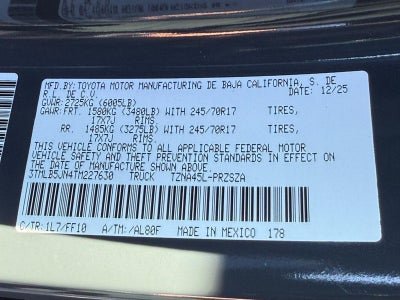 MFD.BY:TOYOTA MOTOR MANUFACTURING DE BAJA CALIFORNIA, S. DE
R.L. DE C.V. DATE: 12/25
GVWR: 2725KG (6005LB)
GAWR:FRT. 1580KG (3480LB) WITH 245/70R17 TIRES,
17X7J RIMS,
RR. 1485KG (3275LB) WITH 245/70R17 TIRES,
17X7J RIMS,
THIS VEHICLE CONFORMS TO ALL APPLICABLE FEDERAL MOTOR
VEHICLE SAFETY AND THEFT PREVENTION STANDARDS IN EFFECT ON
THE DATE OF MANUFACTURE SHOWN ABOVE.
3TMLB5JN4TM227630 TRUCK TZNA45L-PRZSZA
C/TR:1L7/FF10 A/TM:/AL80F MADE IN MEXICO 178